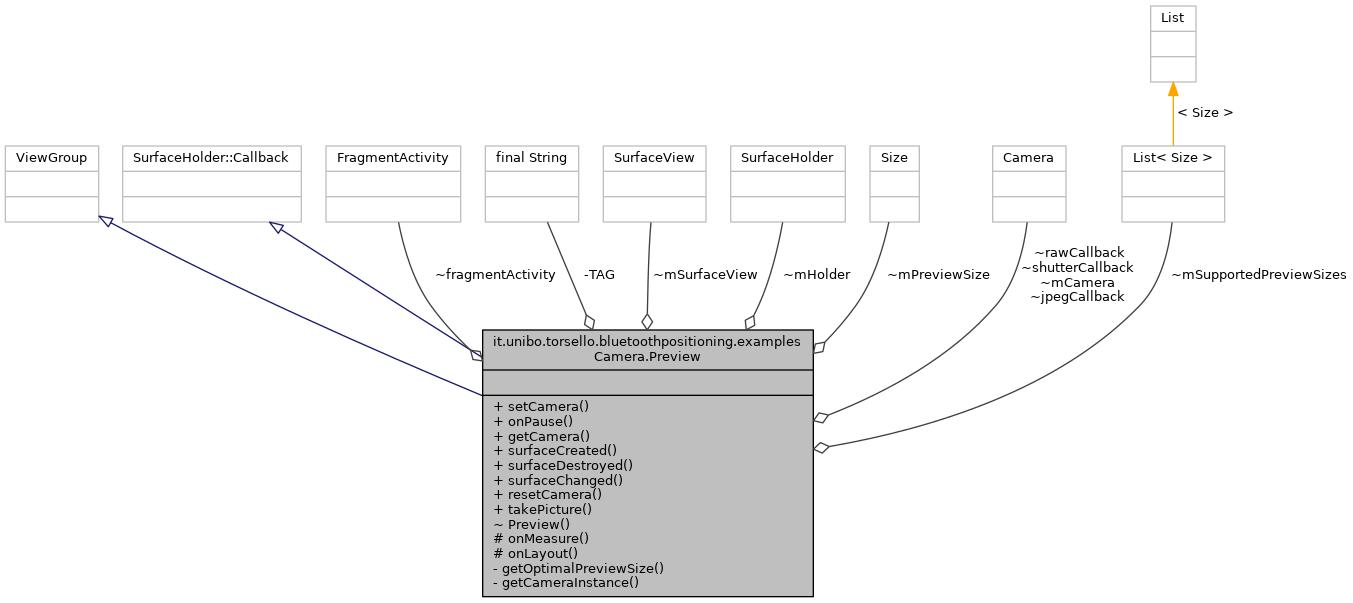 List
< Size >
ViewGroup
SurfaceHolder::Callback
FragmentActivity
final String
SurfaceView
SurfaceHolder
Size
Camera
List< Size >
~fragmentActivity
-TAG
~mSurfaceView
~mHolder
~mPreviewSize
~rawCallback
~shutterCallback
~mCamera
~jpegCallback
~mSupportedPreviewSizes
it.unibo.torsello.bluetoothpositioning.examples
Camera.Preview
+ setCamera()
+ onPause()
+ getCamera()
+ surfaceCreated()
+ surfaceDestroyed()
+ surfaceChanged()
+ resetCamera()
+ takePicture()
~ Preview()
# onMeasure()
# onLayout()
- getOptimalPreviewSize()
- getCameraInstance()